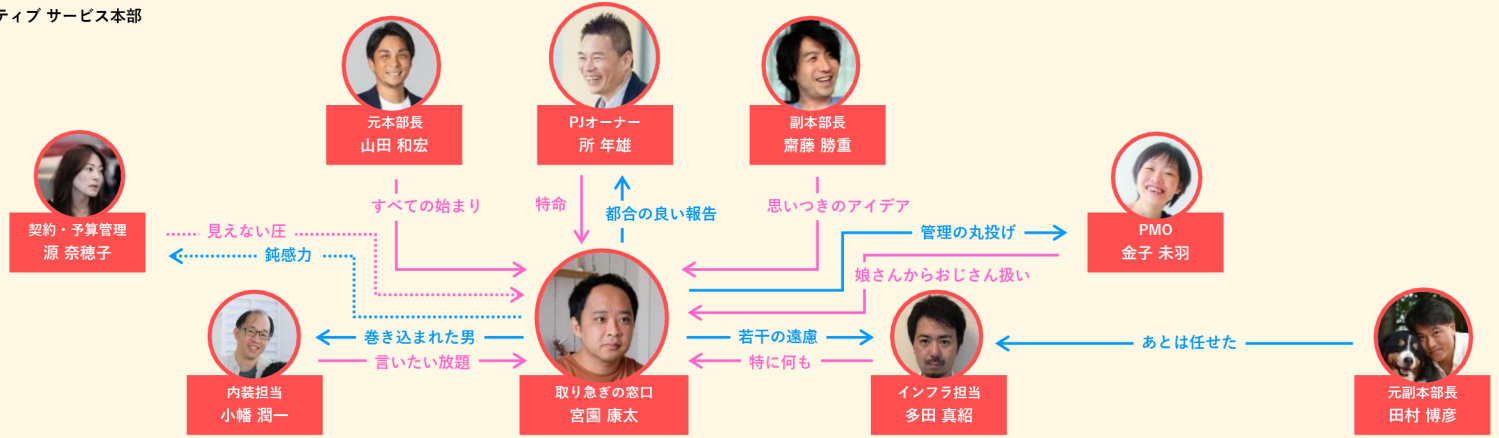 ティブ サービス本部
元本部長
山田 和宏
PJオーナー
所 年雄
副本部長
齋藤 勝重
契約・予算管理
源 奈穂子
PMO
金子 未羽
すべての始まり
特命
都合の良い報告
思いつきのアイデア
見えない圧
鈍感力
管理の丸投げ
娘さんからおじさん扱い
巻き込まれた男
言いたい放題
若干の遠慮
特に何も
あとは任せた
内装担当
小幡 潤一
取り急ぎの窓口
宮園 康太
インフラ担当
多田 真紹
元副本部長
田村 博彦